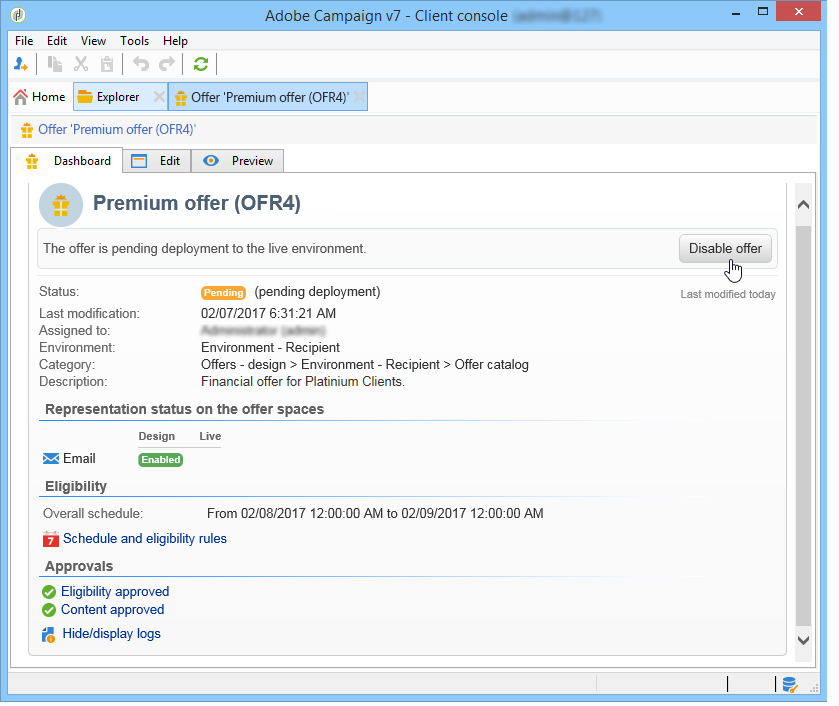 Adobe Campaign v7 - Client console
File Edit View Tools Help
Home Explorer Offer 'Premium offer (OFR4)'
Offer 'Premium offer (OFR4)'
Dashboard Edit Preview
Premium offer (OFR4)
The offer is pending deployment to the live environment. Disable offer
Status: Pending (pending deployment) Last modified today
Last modification: 02/07/2017 6:31:21 AM
Assigned to:
Environment: Environment - Recipient
Category: Offers - design > Environment - Recipient > Offer catalog
Description: Financial offer for Platinium Clients.
Representation status on the offer spaces
Design Live
Email Enabled
Eligibility
Overall schedule: From 02/08/2017 12:00:00 AM to 02/09/2017 12:00:00 AM
7 Schedule and eligibility rules
Approvals
Eligibility approved
Content approved
Hide/display logs